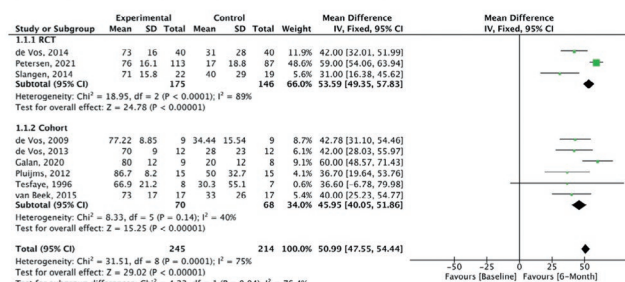 Experimental Control Mean Difference Mean Difference
Study or Subgroup Mean SD Total Mean SD Total Weight IV, Fixed, 95% CI IV, Fixed, 95% CI
1.1.1 RCT
de Vos, 2014 73 16 40 31 28 40 11.9% 42.00 [32.01, 51.99]
Petersen, 2021 76 16.1 113 17 18.8 87 48.6% 59.00 [54.06, 63.94]
Slangen, 2014 71 15.8 22 40 29 19 5.5% 31.00 [16.38, 45.62]
Subtotal (95% CI) 175 146 66.0% 53.59 [49.35, 57.83]
Heterogeneity: Chi² = 18.95, df = 2 (P < 0.0001); I² = 89%
Test for overall effect: Z = 24.78 (P < 0.00001)
1.1.2 Cohort
de Vos, 2009 77.22 8.85 9 34.44 15.54 9 8.7% 42.78 [31.10, 54.46]
de Vos, 2013 70 9 12 28 23 12 6.1% 42.00 [28.03, 55.97]
Galan, 2020 80 12 9 20 12 8 9.1% 60.00 [48.57, 71.43]
Pluijms, 2012 86.7 8.2 15 50 32.7 15 4.1% 36.70 [19.64, 53.76]
Tesfaye, 1996 66.9 21.2 8 30.3 55.1 7 0.6% 36.60 [-6.78, 79.98]
van Beek, 2015 73 17 17 33 26 17 5.4% 40.00 [25.23, 54.77]
Subtotal (95% CI) 70 68 34.0% 45.95 [40.05, 51.86]
Heterogeneity: Chi² = 8.33, df = 5 (P = 0.14); I² = 40%
Test for overall effect: Z = 15.25 (P < 0.00001)
Total (95% CI) 245 214 100.0% 50.99 [47.55, 54.44]
Heterogeneity: Chi² = 31.51, df = 8 (P = 0.0001); I² = 75%
Test for overall effect: Z = 29.02 (P < 0.00001)
-50 -25 0 25 50
Favours [Baseline] Favours [6-Month]